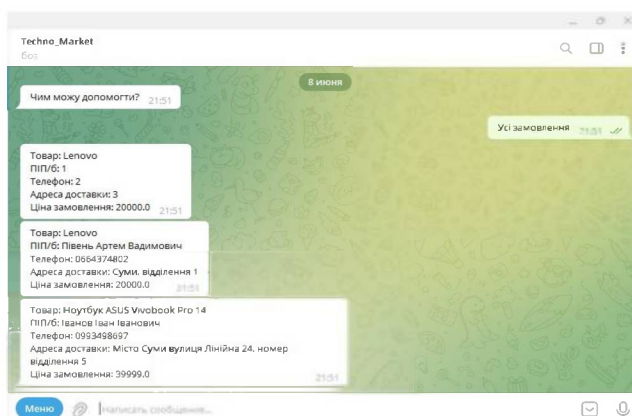 Techno_Market
бот
8 июня
Чим можу допомогти? 21:51
Усі замовлення 21:51
Товар: Lenovo
ПІП/б: 1
Телефон: 2
Адреса доставки: 3
Ціна замовлення: 20000.0 21:51
Товар: Lenovo
ПІП/б: Півень Артем Вадимович
Телефон: 0664374802
Адреса доставки: Суми. відділення 1
Ціна замовлення: 20000.0 21:51
Товар: Ноутбук ASUS Vivobook Pro 14
ПІП/б: Іванов Іван Іванович
Телефон: 0993498697
Адреса доставки: Місто Суми вулиця Лінійна 24, номер
відділення 5
Ціна замовлення: 39999.0 21:51
Меню Написать сообщение...